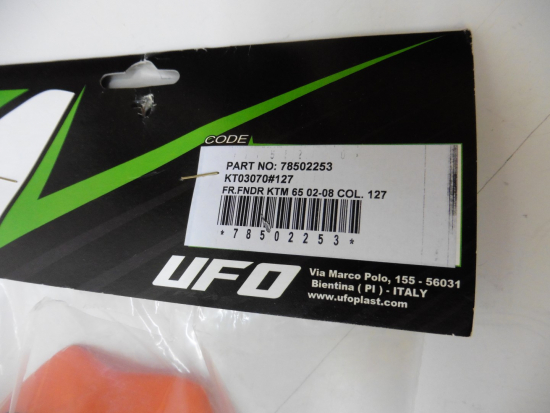 CODE
PART NO: 78502253
KT03070#127
FR.FNDR KTM 65 02-08 COL. 127
*78502253*
UFO
Via Marco Polo, 155 - 56031
Bientina ( PI ) - ITALY
www.ufoplast.com